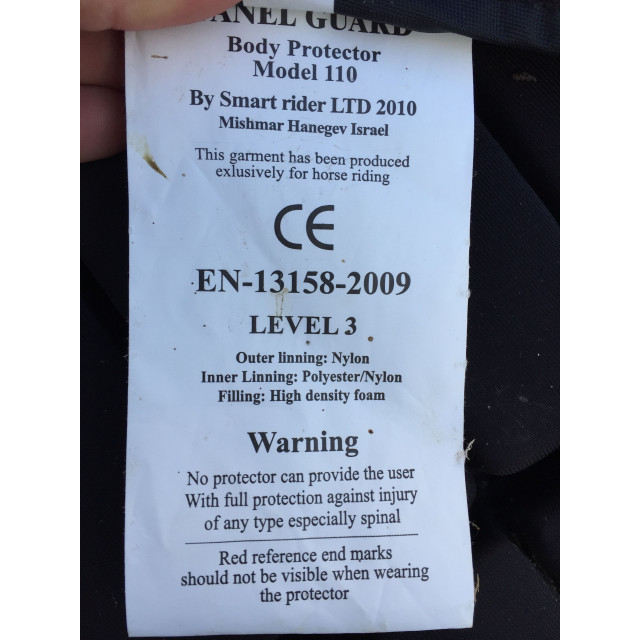 GUARD
Body Protector
Model 110
By Smart rider LTD 2010
Mishmar Hanegev Israel
This garment has been produced
exlusively for horse riding
CE
EN-13158-2009
LEVEL 3
Outer linning: Nylon
Inner Linning: Polyester/Nylon
Filling: High density foam
Warning
No protector can provide the user
With full protection against injury
of any type especially spinal
Red reference end marks
should not be visible when wearing
the protector